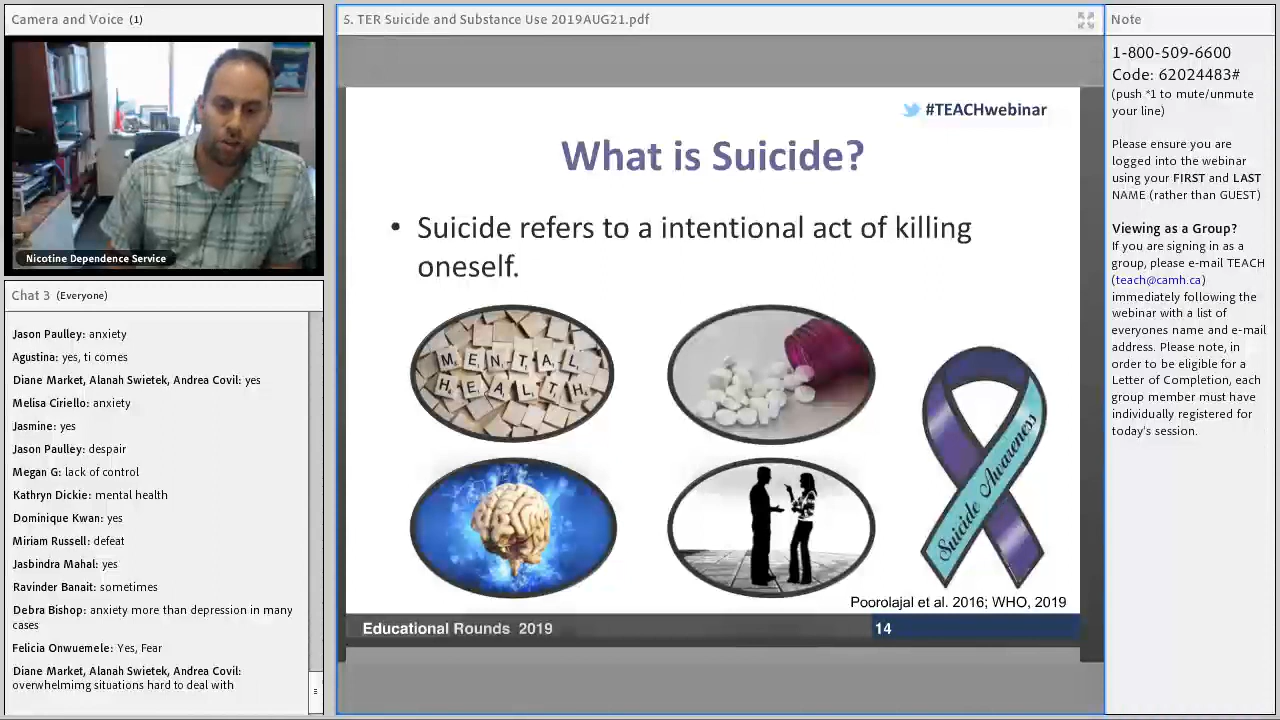 Camera and Voice (1)
Nicotine Dependence Service
Chat 3 (Everyone)
Jason Paulley: anxiety
Agustina: yes, ti comes
Diane Market, Alanah Swietek, Andrea Covil: yes
Melisa Ciriello: anxiety
Jasmine: yes
Jason Paulley: despair
Megan G: lack of control
Kathryn Dickie: mental health
Dominique Kwan: yes
Miriam Russell: defeat
Jasbindra Mahal: yes
Ravinder Banait: sometimes
Debra Bishop: anxiety more than depression in many
cases
Felicia Onwuemele: Yes, Fear
Diane Market, Alanah Swietek, Andrea Covil:
overwhelmimg situations hard to deal with
5. TER Suicide and Substance Use 2019AUG21.pdf
#TEACHwebinar
What is Suicide?
• Suicide refers to a intentional act of killing
oneself.
MENTAL
HEALTH
Suicide Awareness
Poorolajal et al. 2016; WHO, 2019
Educational Rounds 2019
14
Note
1-800-509-6600
Code: 62024483#
(push *1 to mute/unmute
your line)
Please ensure you are
logged into the webinar
using your FIRST and LAST
NAME (rather than GUEST)
Viewing as a Group?
If you are signing in as a
group, please e-mail TEACH
(teach@camh.ca)
immediately following the
webinar with a list of
everyones name and e-mail
address. Please note, in
order to be eligible for a
Letter of Completion, each
group member must have
individually registered for
today's session.